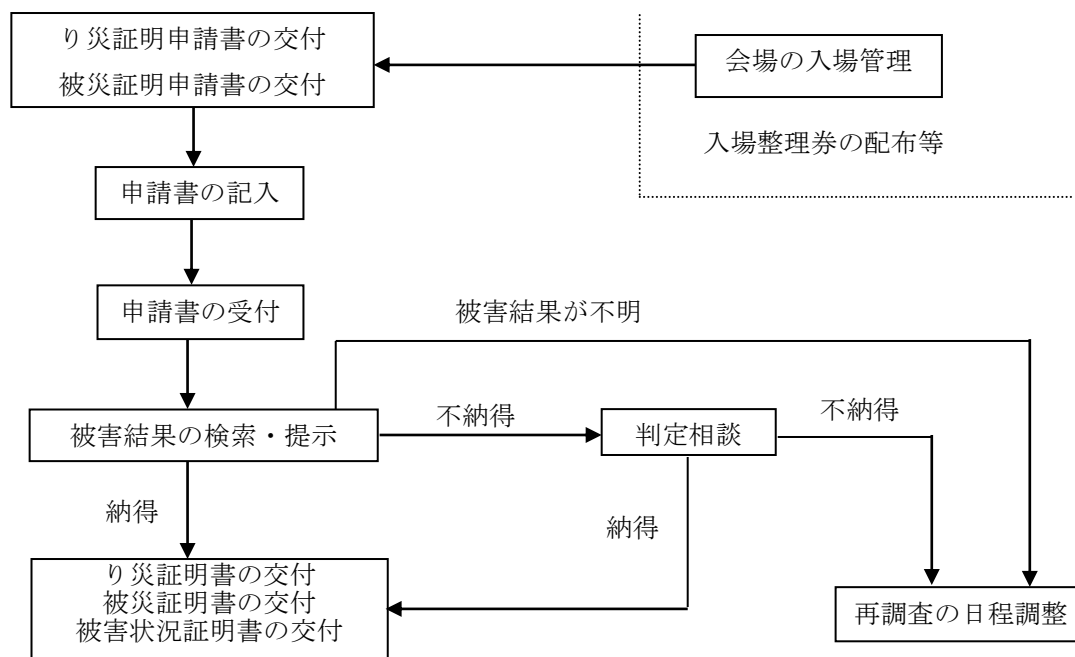 り災証明申請書の交付
被災証明申請書の交付
会場の入場管理
入場整理券の配布等
申請書の記入
申請書の受付
被害結果が不明
被害結果の検索・提示
不納得
判定相談
不納得
納得
納得
り災証明書の交付
被災証明書の交付
被害状況証明書の交付
再調査の日程調整